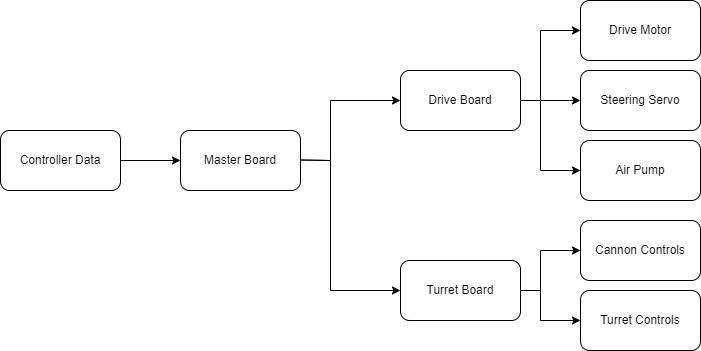 Controller Data
Master Board
Drive Board
Drive Motor
Steering Servo
Air Pump
Turret Board
Cannon Controls
Turret Controls